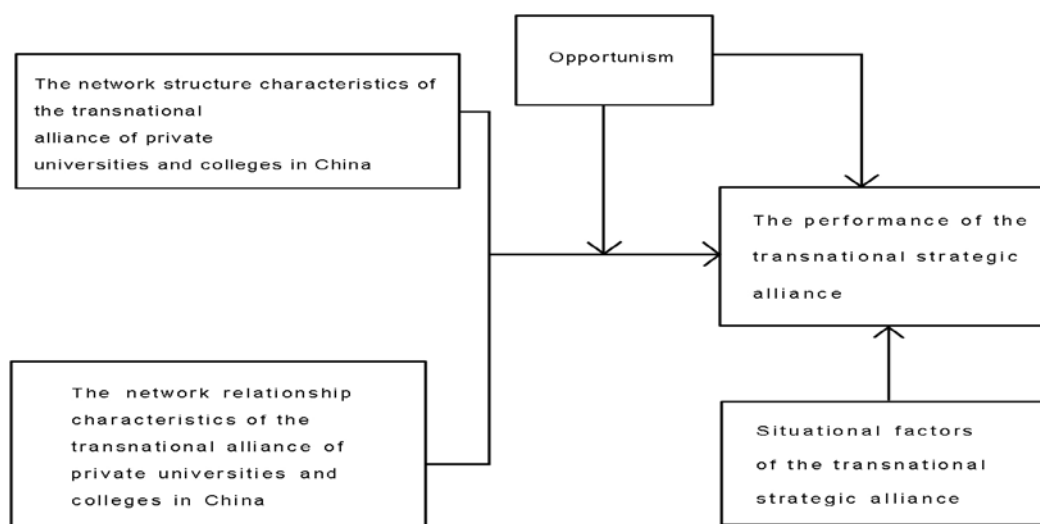 Opportunism
The network structure characteristics of
the transnational
alliance of private
universities and colleges in China
The performance of the
transnational strategic
alliance
The network relationship
characteristics of the
transnational alliance of
private universities and
colleges in China
Situational factors
of the transnational
strategic alliance